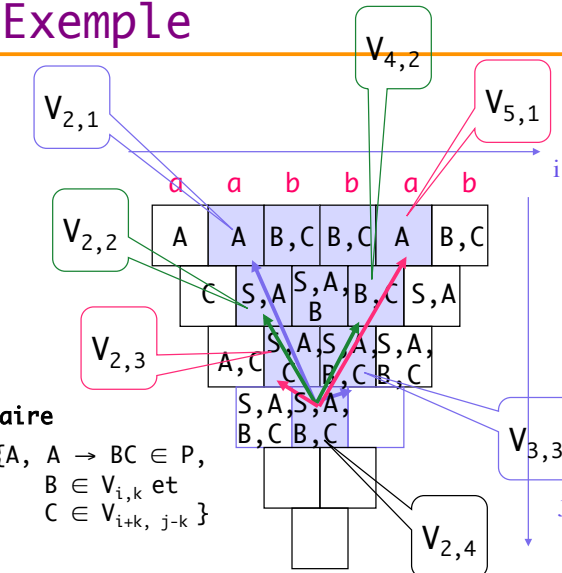 Exemple
V4,2
V2,1
V5,1
i
a a b b a b
A A B,C B,C A B,C
V2,2
C S,A S,A,B B,C S,A
V2,3
A,C S,A,C S,A,B,C S,A,B,C
S,A,B,C S,A,B,C
aire
{A, A → BC ∈ P,
B ∈ Vi,k et
C ∈ Vi+k, j-k }
V3,3
V2,4